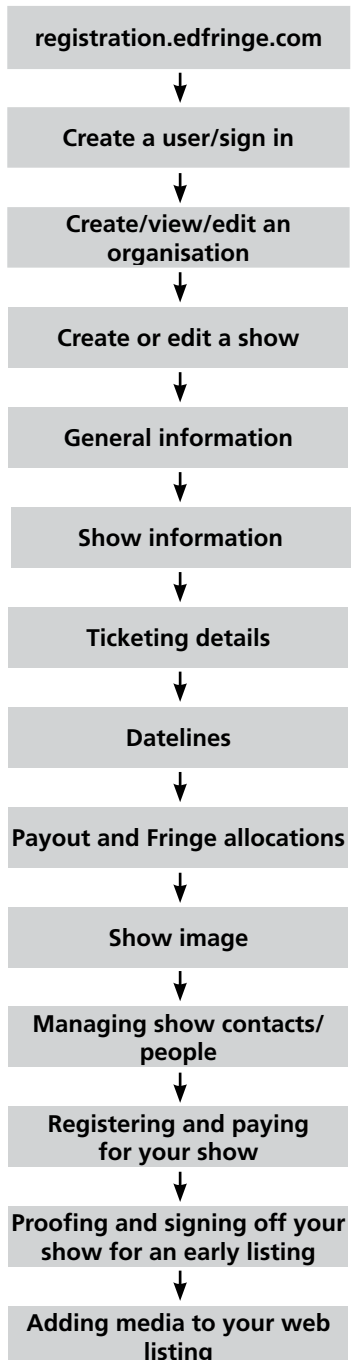 registration.edfringe.com
Create a user/sign in
Create/view/edit an
organisation
Create or edit a show
General information
Show information
Ticketing details
Datelines
Payout and Fringe allocations
Show image
Managing show contacts/
people
Registering and paying
for your show
Proofing and signing off your
show for an early listing
Adding media to your web
listing